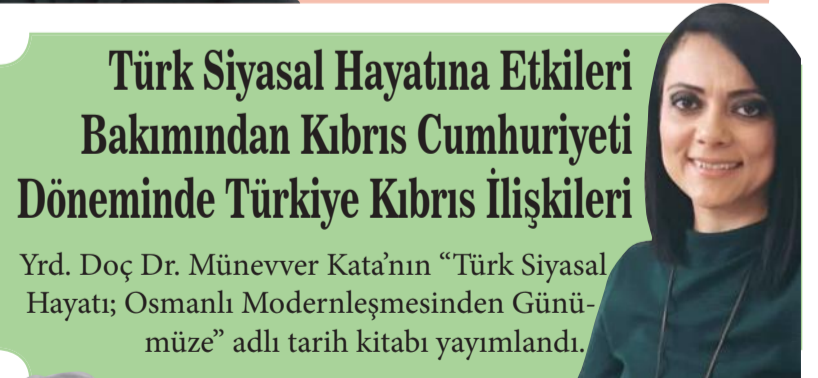 Türk Siyasal Hayatına Etkileri
Bakımından Kıbrıs Cumhuriyeti
Döneminde Türkiye Kıbrıs İlişkileri
Yrd. Doç Dr. Münevver Kata’nın “Türk Siyasal
Hayatı; Osmanlı Modernleşmesinden Günü-
müze” adlı tarih kitabı yayımlandı.